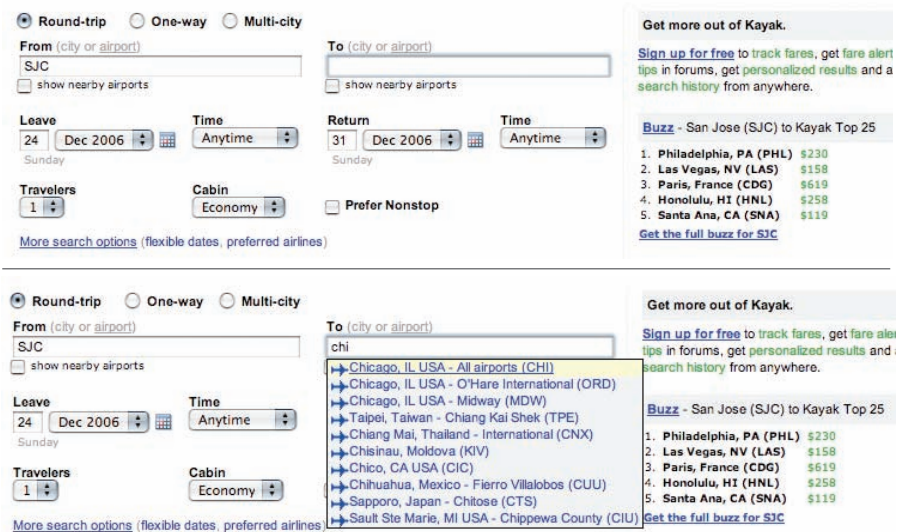 Round-trip One-way Multi-city
From (city or airport) To (city or airport)
SJC
show nearby airports show nearby airports
Leave Time Return Time
24 Dec 2006 Anytime 31 Dec 2006 Anytime
Sunday Sunday
Travelers Cabin
1 Economy Prefer Nonstop
More search options (flexible dates, preferred airlines)
Get more out of Kayak.
Sign up for free to track fares, get fare alert
tips in forums, get personalized results and a
search history from anywhere.
Buzz - San Jose (SJC) to Kayak Top 25
1. Philadelphia, PA (PHL) $230
2. Las Vegas, NV (LAS) $158
3. Paris, France (CDG) $619
4. Honolulu, HI (HNL) $258
5. Santa Ana, CA (SNA) $119
Get the full buzz for SJC
Round-trip One-way Multi-city
From (city or airport) To (city or airport)
SJC chi
show nearby airports
Leave Time
24 Dec 2006 Anytime
Sunday
Travelers Cabin
1 Economy
More search options (flexible dates, preferred airlines)
Chicago, IL USA - All airports (CHI)
Chicago, IL USA - O'Hare International (ORD)
Chicago, IL USA - Midway (MDW)
Taipei, Taiwan - Chiang Kai Shek (TPE)
Chiang Mai, Thailand - International (CNX)
Chisinau, Moldova (KIV)
Chico, CA USA (CIC)
Chihuahua, Mexico - Fierro Villalobos (CUU)
Sapporo, Japan - Chitose (CTS)
Sault Ste Marie, MI USA - Chippewa County (CIU)
Get more out of Kayak.
Sign up for free to track fares, get fare aler
tips in forums, get personalized results and
search history from anywhere.
Buzz - San Jose (SJC) to Kayak Top 25
1. Philadelphia, PA (PHL) $230
2. Las Vegas, NV (LAS) $158
3. Paris, France (CDG) $619
4. Honolulu, HI (HNL) $258
5. Santa Ana, CA (SNA) $119
Get the full buzz for SJC